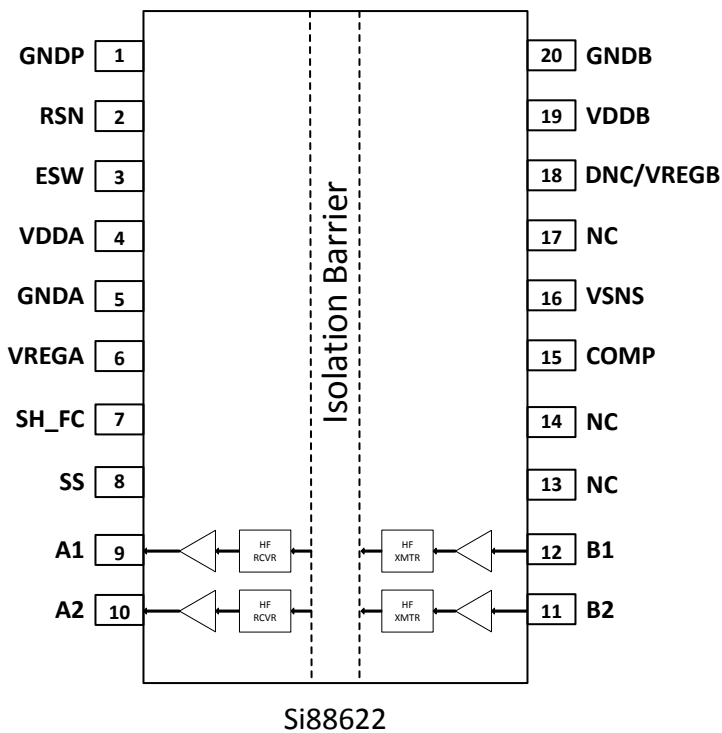 GNDP 1
RSN 2
ESW 3
VDDA 4
GNDA 5
VREGA 6
SH_FC 7
SS 8
A1 9
A2 10
HF
RCVR
HF
RCVR
Isolation Barrier
HF
XMTR
HF
XMTR
20 GNDB
19 VDDB
18 DNC/VREGB
17 NC
16 VSNS
15 COMP
14 NC
13 NC
12 B1
11 B2
Si88622